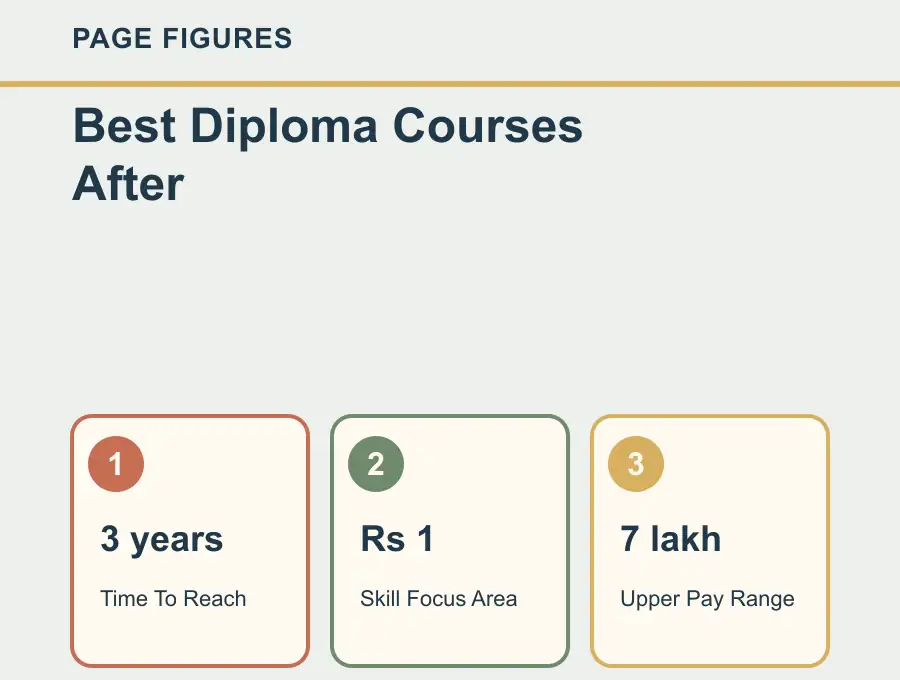 PAGE FIGURES
Best Diploma Courses
After
1
3 years
Time To Reach
2
Rs 1
Skill Focus Area
3
7 lakh
Upper Pay Range